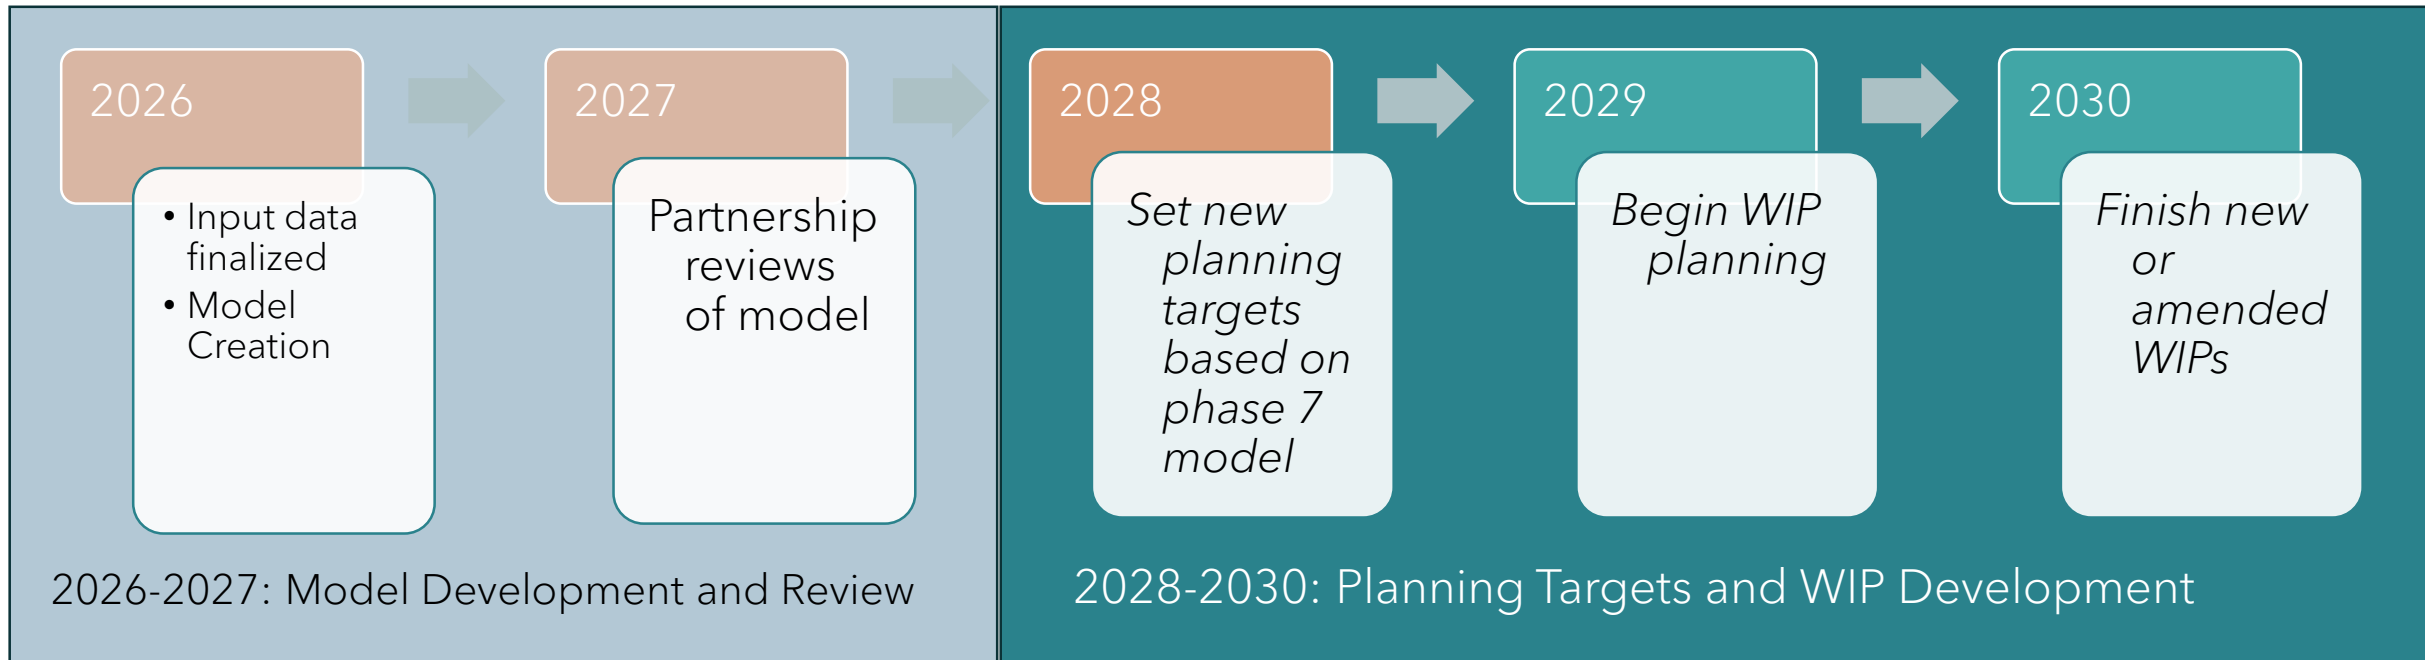 2026
• Input data
finalized
• Model
Creation
2027
Partnership
reviews
of model
2028
Set new
planning
targets
based on
phase 7
model
2029
Begin WIP
planning
2030
Finish new
or
amended
WIPs
2026-2027: Model Development and Review
2028-2030: Planning Targets and WIP Development